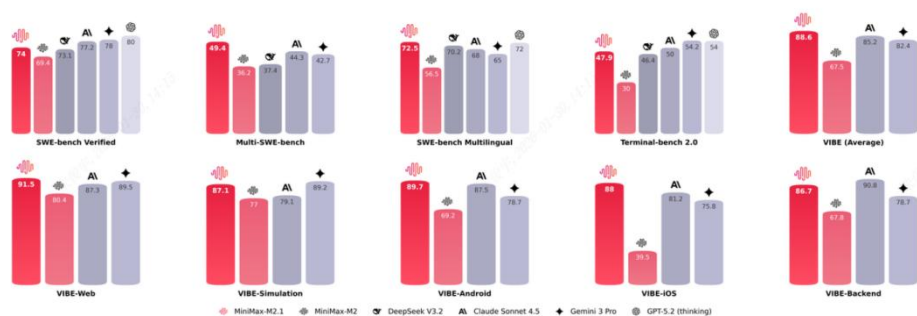 74 69.4 73.1 77.2 78 80
SWE-bench Verified
49.4 36.2 37.4 44.3 42.7
Multi-SWE-bench
72.5 56.5 70.2 68 65 72
SWE-bench Multilingual
47.9 30 46.4 50 54.2 54
Terminal-bench 2.0
88.6 67.5 85.2 82.4
VIBE (Average)
91.5 80.4 87.3 89.5
VIBE-Web
87.1 77 79.1 89.2
VIBE-Simulation
89.7 69.2 87.5 78.7
VIBE-Android
88 39.5 81.2 75.8
VIBE-iOS
86.7 67.8 90.8 78.7
VIBE-Backend
MiniMax-M2.1 MiniMax-M2 DeepSeek V3.2 Claude Sonnet 4.5 Gemini 3 Pro GPT-5.2 (thinking)